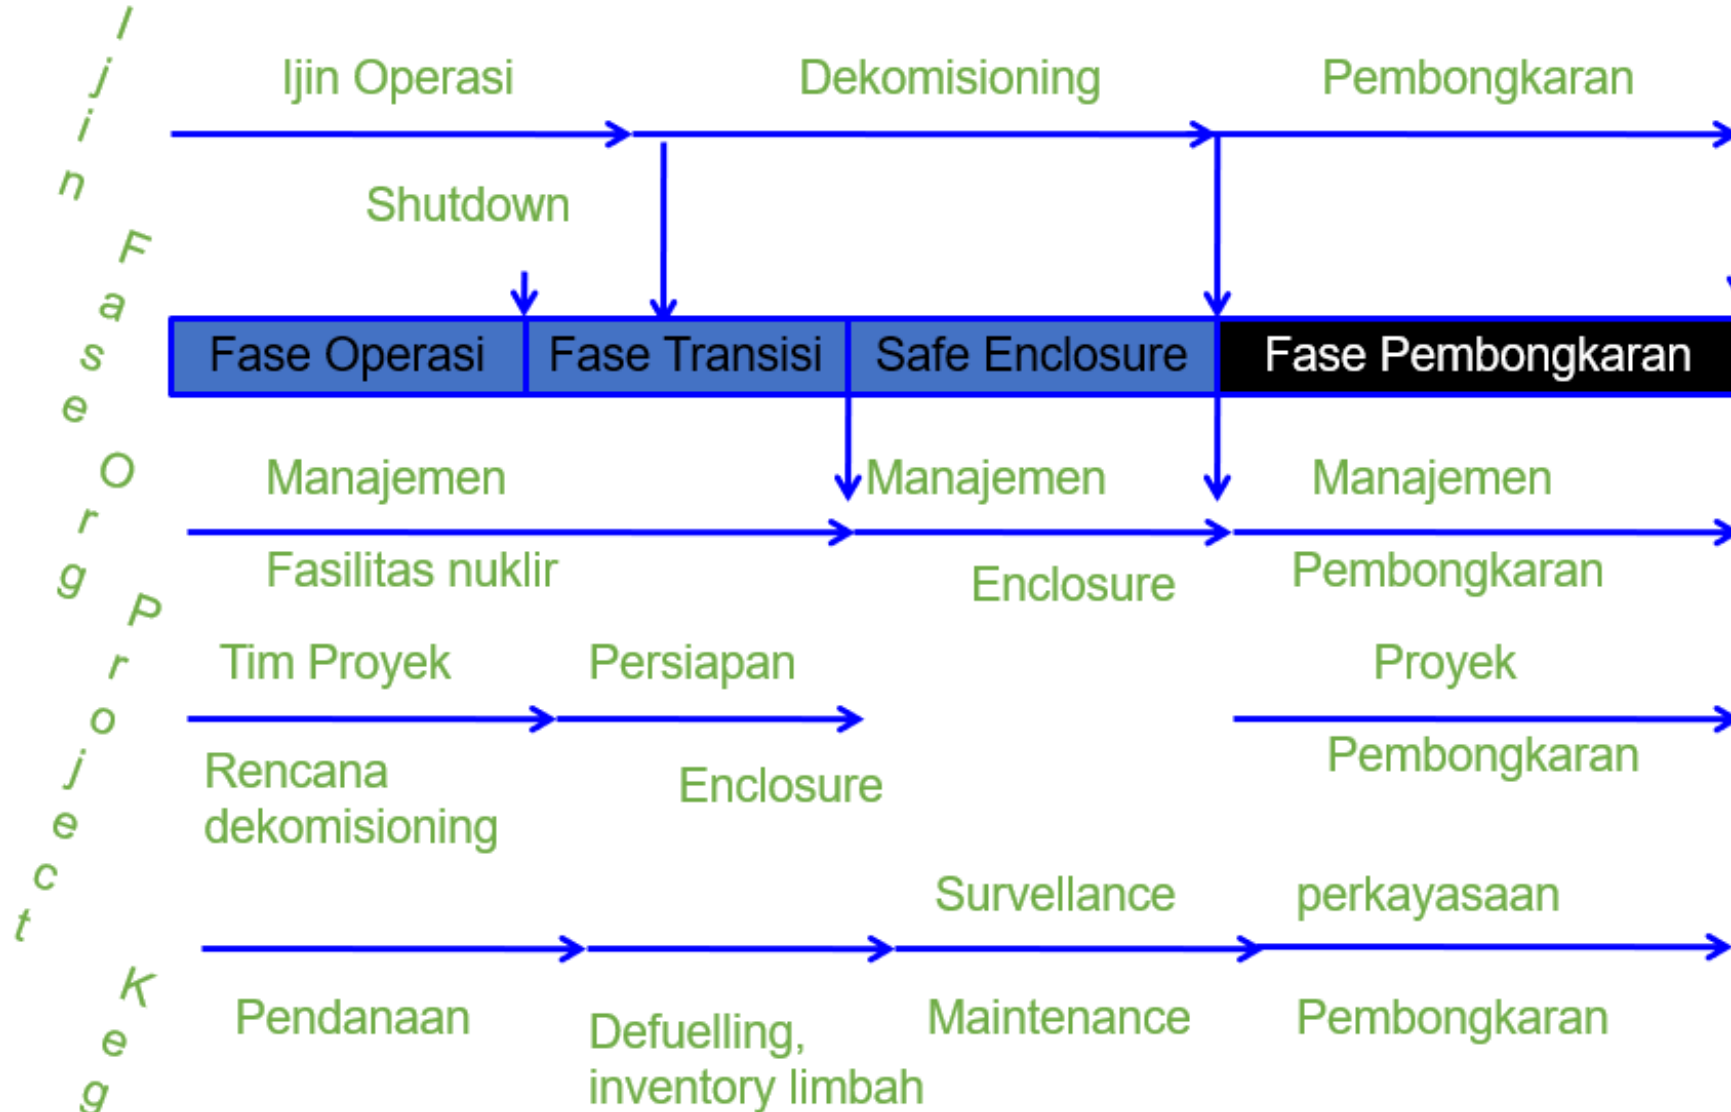 Ijin
Ijin Operasi
Dekomisioning
Pembongkaran
Shutdown
Fase
Fase Operasi
Fase Transisi
Safe Enclosure
Fase Pembongkaran
Org
Manajemen
Fasilitas nuklir
Manajemen
Enclosure
Manajemen
Pembongkaran
Project
Tim Proyek
Rencana
dekomisioning
Persiapan
Enclosure
Proyek
Pembongkaran
Keg
Pendanaan
Defuelling,
inventory limbah
Survellance
Maintenance
perkayasaan
Pembongkaran